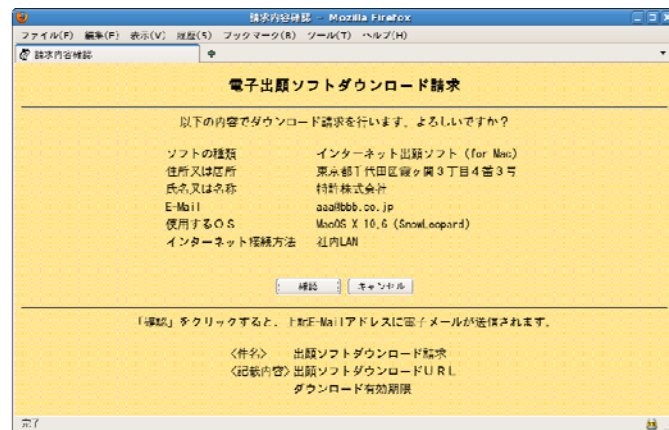 請求内容確認 - Mozilla Firefox
ファイル(F) 編集(E) 表示(V) 履歴(S) ブックマーク(B) ツール(T) ヘルプ(H)
請求内容確認
電子出願ソフトダウンロード請求
以下の内容でダウンロード請求を行います。よろしいですか?
ソフトの種類 インターネット出願ソフト (for Mac)
住所又は居所 東京都千代田区霞ヶ関3丁目4番3号
氏名又は名称 特許株式会社
E-Mail aaa@bbb.co.jp
使用するOS MacOS X 10.6 (SnowLeopard)
インターネット接続方法 社内LAN
確認 キャンセル
「確認」をクリックすると、上記E-Mailアドレスに電子メールが送信されます。
<件名> 出願ソフトダウンロード請求
<記載内容> 出願ソフトダウンロードURL
ダウンロード有効期限
完了